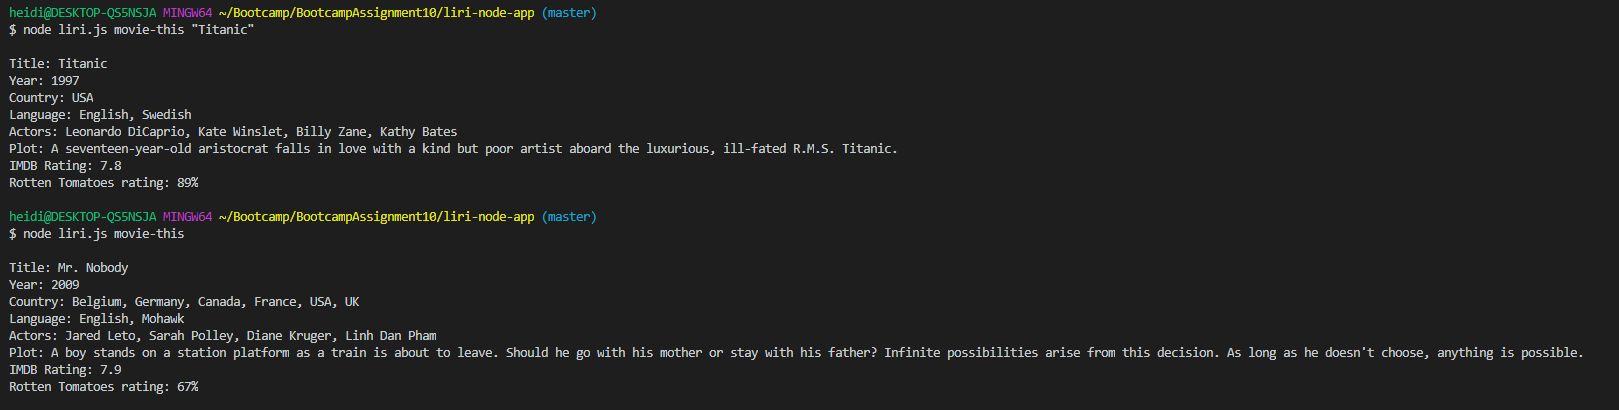 heidi@DESKTOP-QS5NSJA MINGW64 ~/Bootcamp/BootcampAssignment10/liri-node-app (master)
$ node liri.js movie-this "Titanic"
Title: Titanic
Year: 1997
Country: USA
Language: English, Swedish
Actors: Leonardo DiCaprio, Kate Winslet, Billy Zane, Kathy Bates
Plot: A seventeen-year-old aristocrat falls in love with a kind but poor artist aboard the luxurious, ill-fated R.M.S. Titanic.
IMDB Rating: 7.8
Rotten Tomatoes rating: 89%
heidi@DESKTOP-QS5NSJA MINGW64 ~/Bootcamp/BootcampAssignment10/liri-node-app (master)
$ node liri.js movie-this
Title: Mr. Nobody
Year: 2009
Country: Belgium, Germany, Canada, France, USA, UK
Language: English, Mohawk
Actors: Jared Leto, Sarah Polley, Diane Kruger, Linh Dan Pham
Plot: A boy stands on a station platform as a train is about to leave. Should he go with his mother or stay with his father? Infinite possibilities arise from this decision. As long as he doesn't choose, anything is possible.
IMDB Rating: 7.9
Rotten Tomatoes rating: 67%